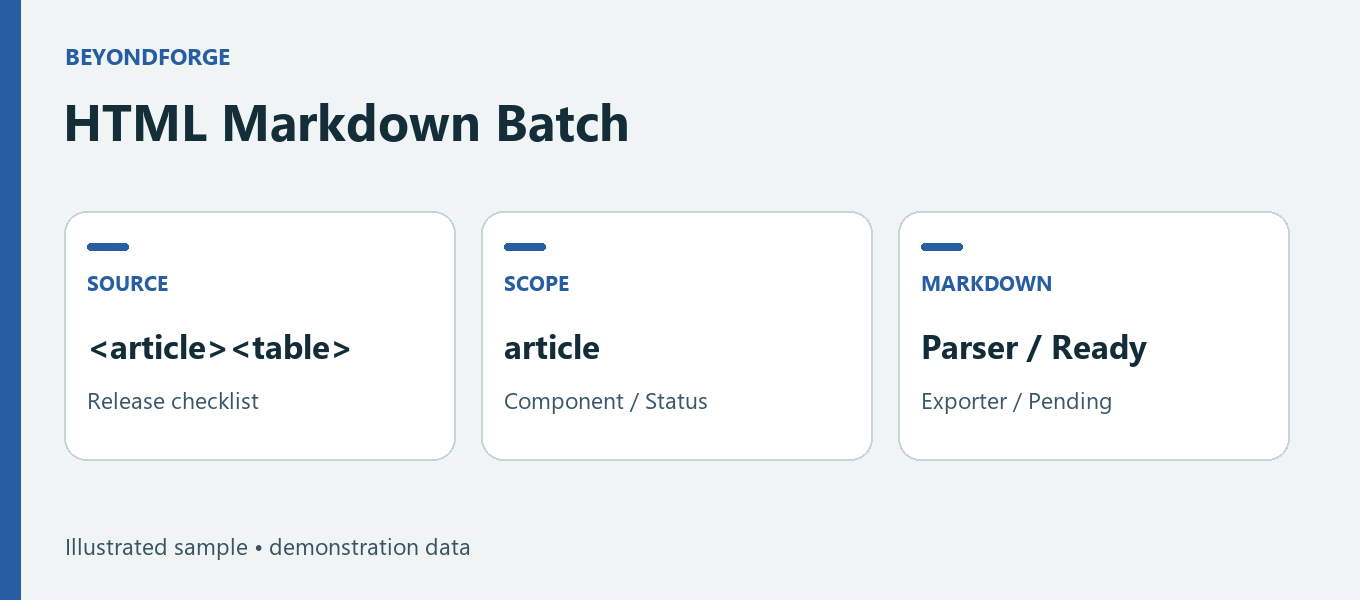 BEYONDFORGE
HTML Markdown Batch
SOURCE
<article><table>
Release checklist
SCOPE
article
Component / Status
MARKDOWN
Parser / Ready
Exporter / Pending
Illustrated sample • demonstration data